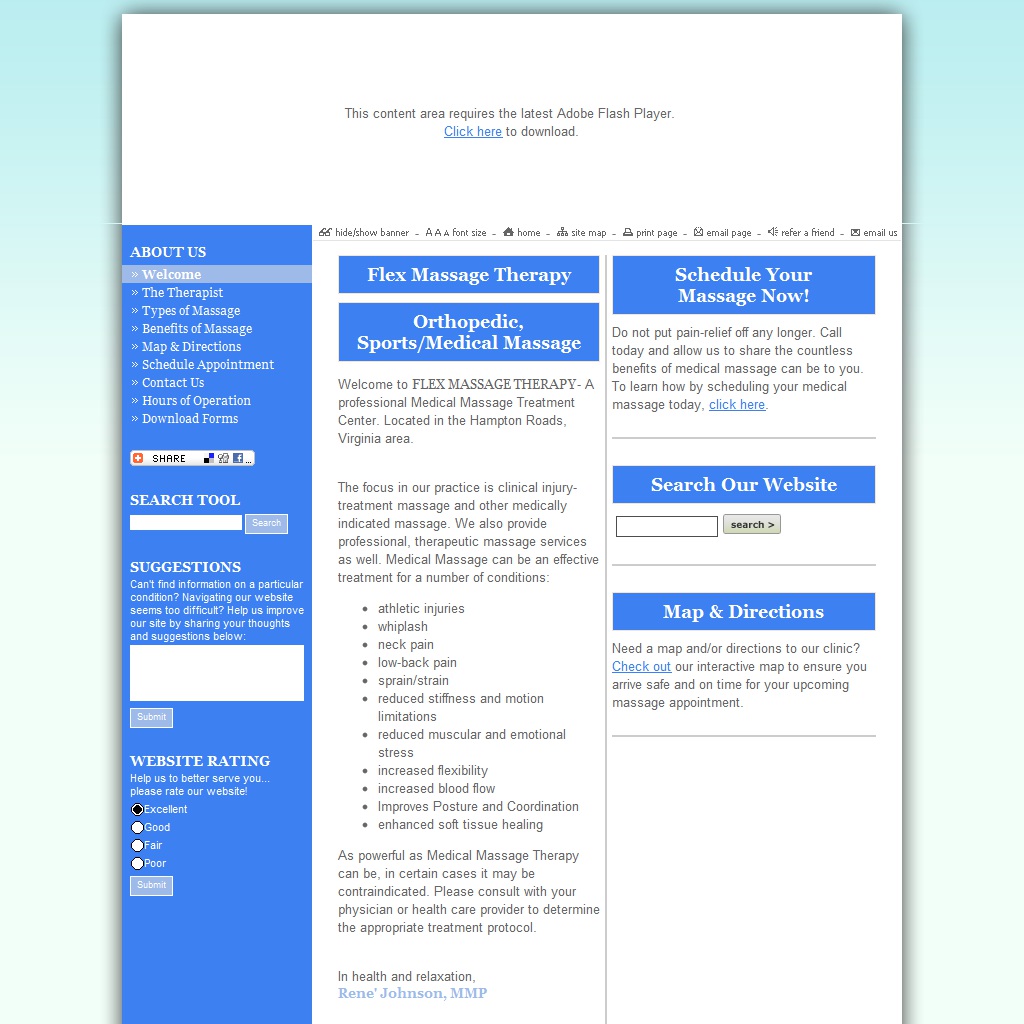 This content area requires the latest Adobe Flash Player.
Click here to download.
hide/show banner - A A A font size - home - site map - print page - email page - refer a friend - email us
ABOUT US
» Welcome
» The Therapist
» Types of Massage
» Benefits of Massage
» Map & Directions
» Schedule Appointment
» Contact Us
» Hours of Operation
» Download Forms
SHARE ...
SEARCH TOOL
Search
SUGGESTIONS
Can't find information on a particular
condition? Navigating our website
seems too difficult? Help us improve
our site by sharing your thoughts
and suggestions below:
Submit
WEBSITE RATING
Help us to better serve you...
please rate our website!
Excellent
Good
Fair
Poor
Submit
Flex Massage Therapy
Orthopedic,
Sports/Medical Massage
Welcome to FLEX MASSAGE THERAPY- A
professional Medical Massage Treatment
Center. Located in the Hampton Roads,
Virginia area.
The focus in our practice is clinical injury-
treatment massage and other medically
indicated massage. We also provide
professional, therapeutic massage services
as well. Medical Massage can be an effective
treatment for a number of conditions:
• athletic injuries
• whiplash
• neck pain
• low-back pain
• sprain/strain
• reduced stiffness and motion
limitations
• reduced muscular and emotional
stress
• increased flexibility
• increased blood flow
• Improves Posture and Coordination
• enhanced soft tissue healing
As powerful as Medical Massage Therapy
can be, in certain cases it may be
contraindicated. Please consult with your
physician or health care provider to determine
the appropriate treatment protocol.
In health and relaxation,
Rene' Johnson, MMP
Schedule Your
Massage Now!
Do not put pain-relief off any longer. Call
today and allow us to share the countless
benefits of medical massage can be to you.
To learn how by scheduling your medical
massage today, click here.
Search Our Website
search >
Map & Directions
Need a map and/or directions to our clinic?
Check out our interactive map to ensure you
arrive safe and on time for your upcoming
massage appointment.